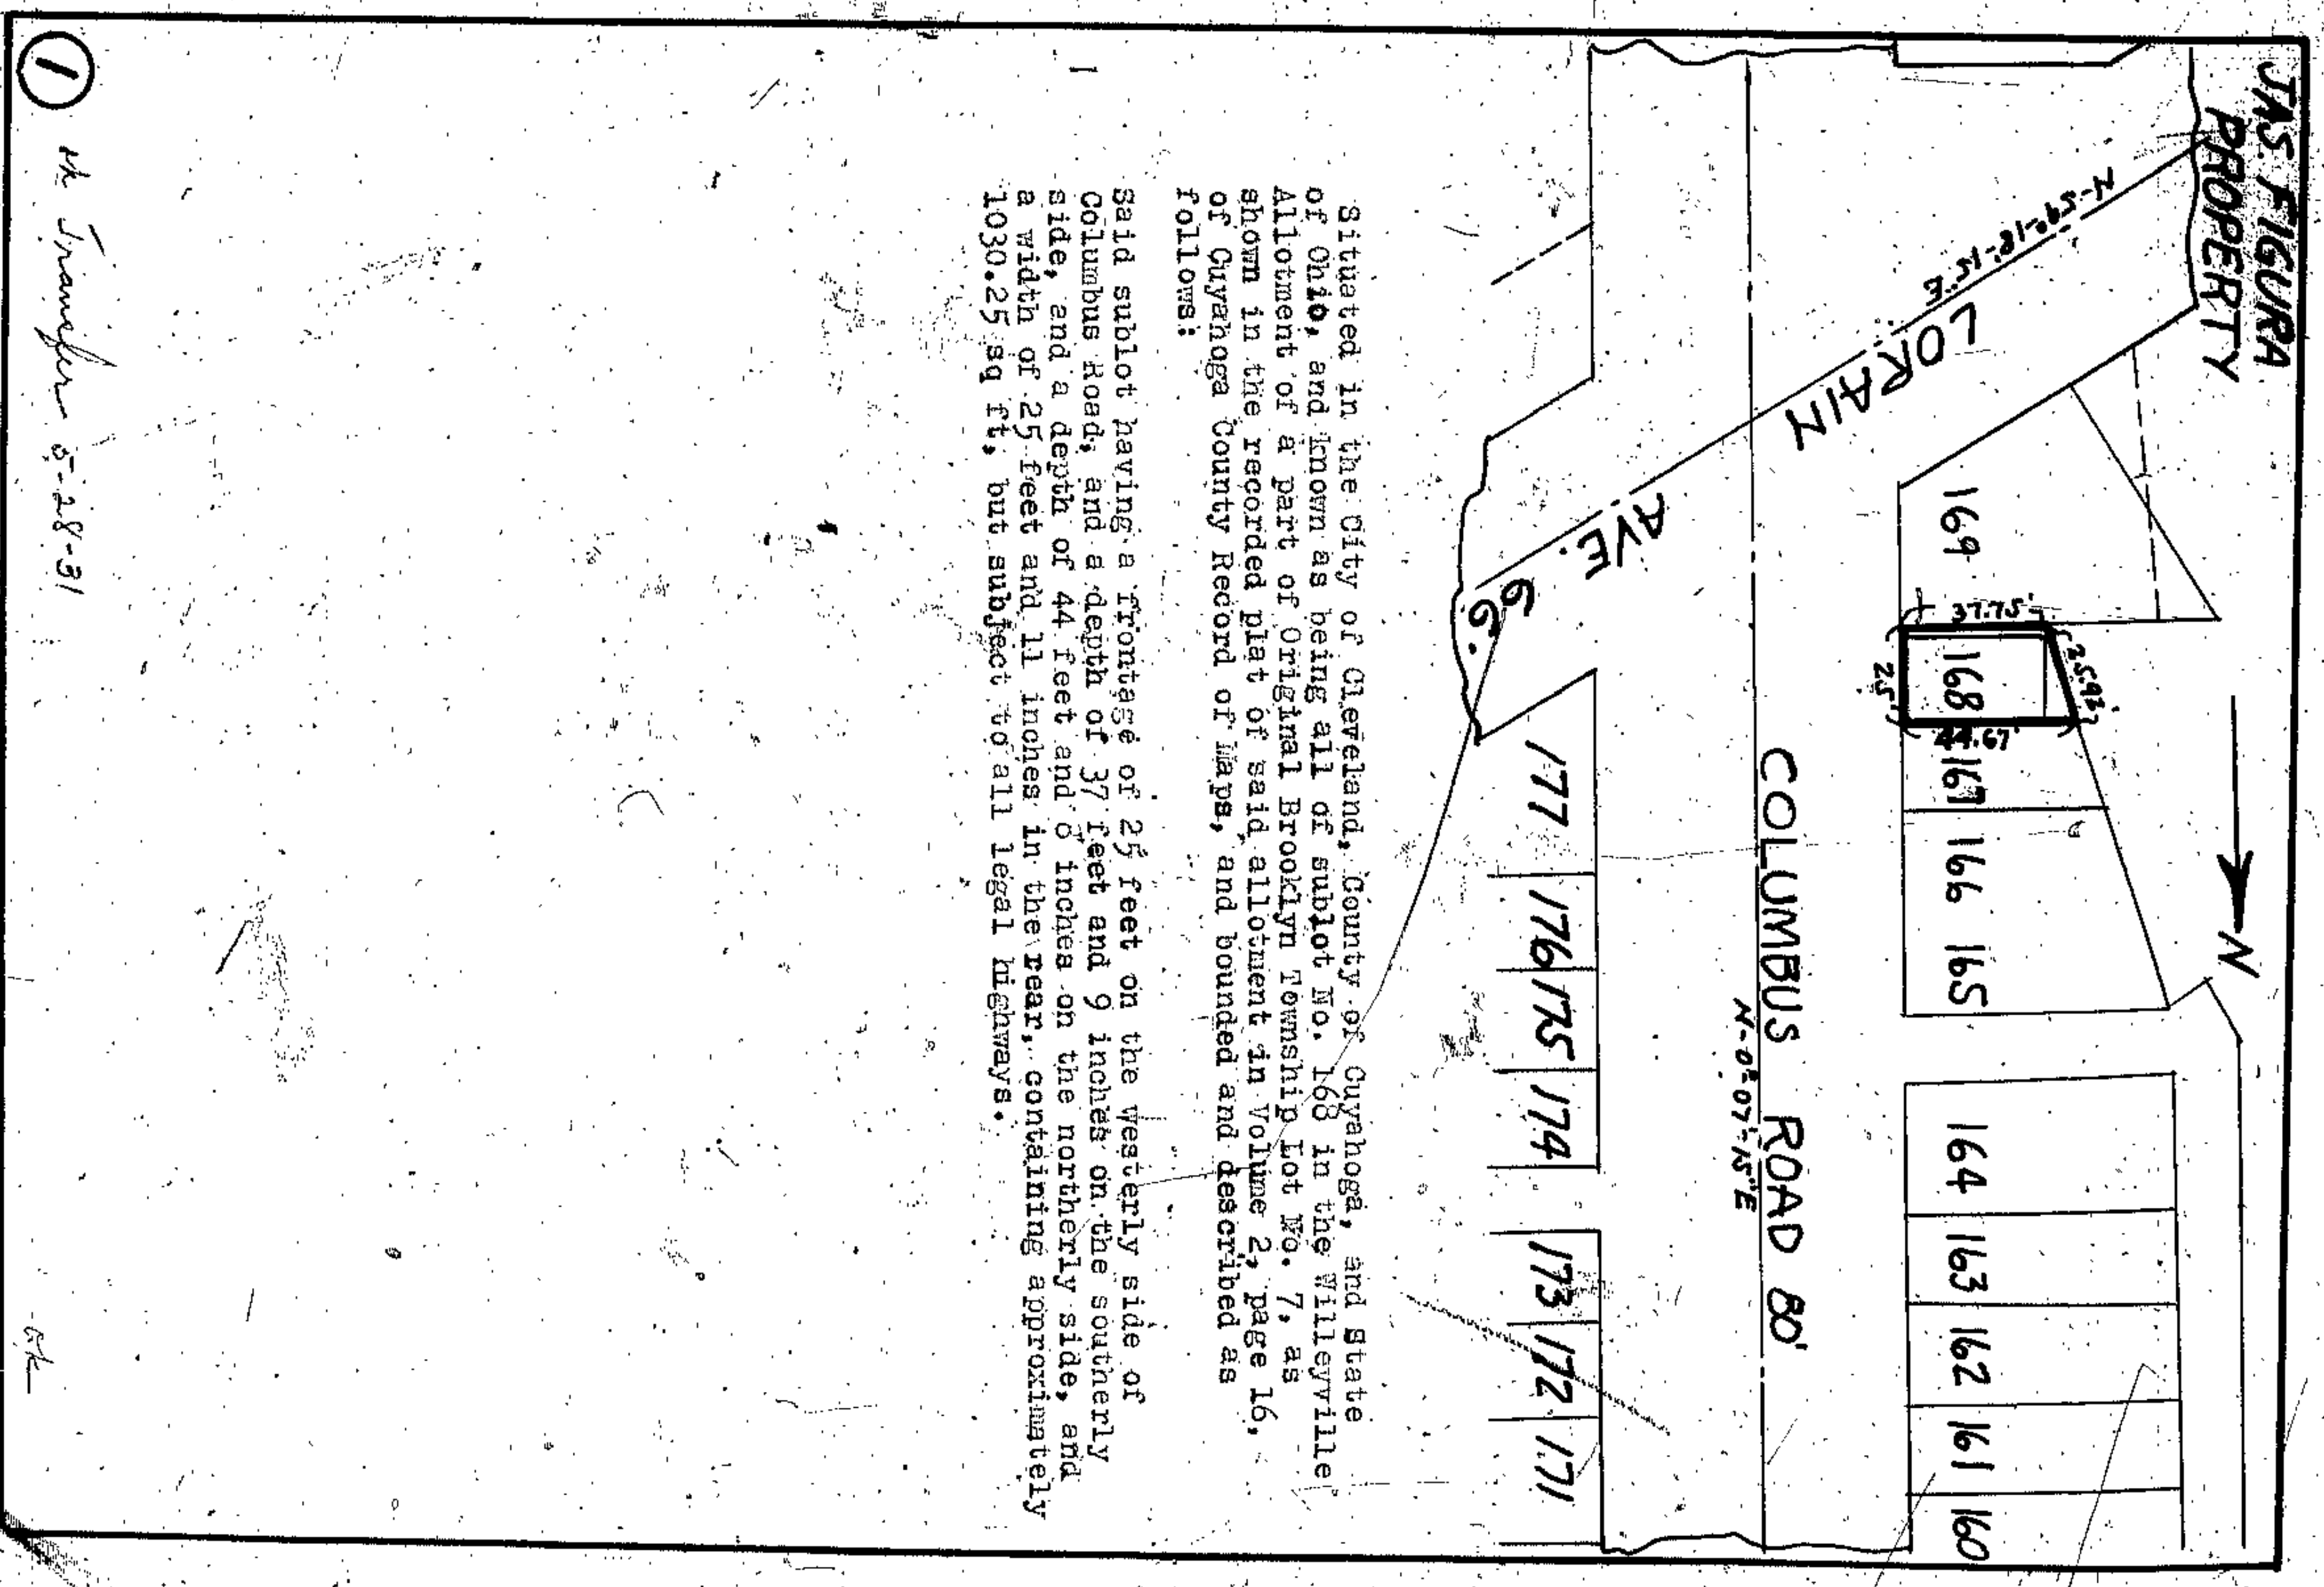 JAS. FIGURA
PROPERTY
N
169
168
167
166
165
164
163
162
161
160
37.75'
25.92'
25'
44.67'
N-59-18-15"E
LORAIN AVE. 66.
COLUMBUS ROAD 80'
N-0°-07'-15"E
177
176
175
174
173
172
171
Situated in the City of Cleveland, County of Cuyahoga, and State
of Ohio, and known as being all of sublot No. 168 in the Willeyville
Allotment of a part of Original Brooklyn Township Lot No. 7, as
shown in the recorded plat of said allotment in Volume 2, page 16,
of Cuyahoga County Record of Maps, and bounded and described as
follows:
Said sublot having a frontage of 25 feet on the westerly side of
Columbus Road, and a depth of 37 feet and 9 inches on the southerly
side, and a depth of 44 feet and 8 inches on the northerly side, and
a width of 25 feet and 11 inches in the rear, containing approximately
1030.25 sq ft, but subject to all legal highways.
1
ok Transfer 5-28-31
ok